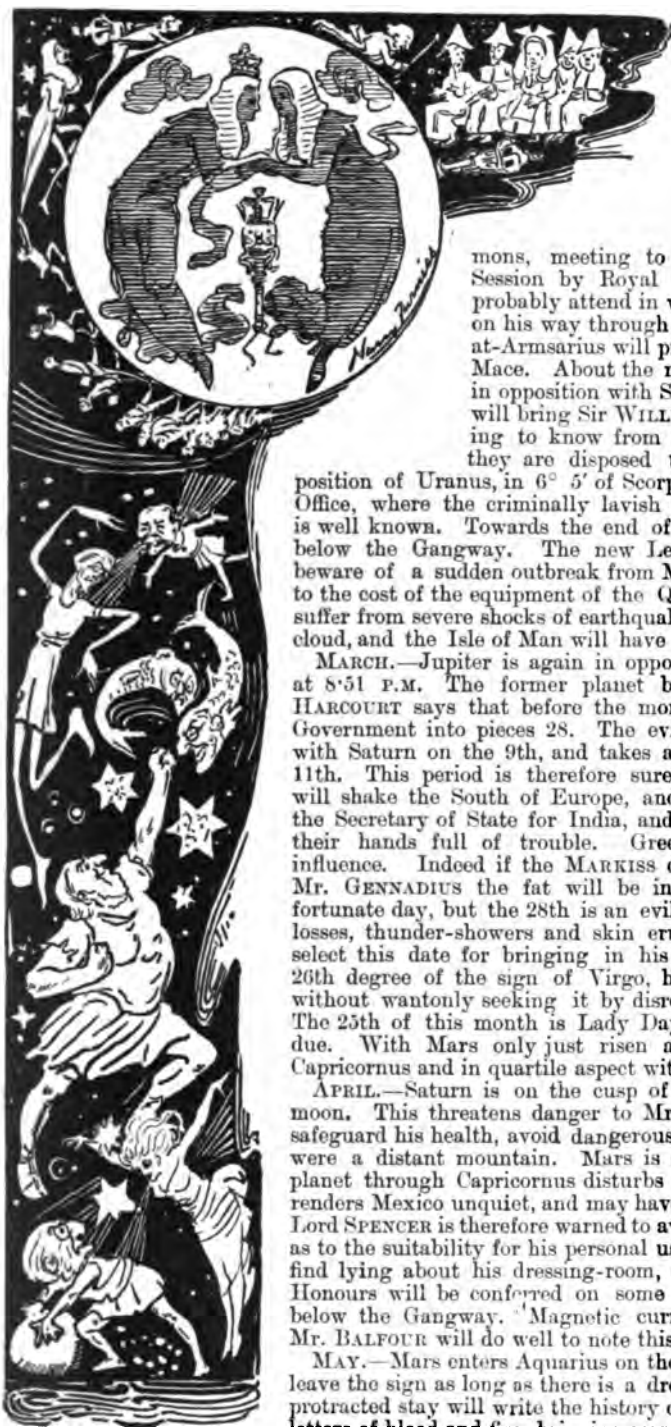 Harry Furniss
mons, meeting to
Session by Royal
probably attend in
on his way through
at-Armsarius will
Mace. About the
in opposition with
will bring Sir WILL
ing to know from
they are disposed
position of Uranus, in 6° 5′ of Scorp
Office, where the criminally lavish
is well known. Towards the end of
below the Gangway. The new Le
beware of a sudden outbreak from M
to the cost of the equipment of the
suffer from severe shocks of earthqua
cloud, and the Isle of Man will have
MARCH.—Jupiter is again in oppo
at 8·51 P.M. The former planet b
HARCOURT says that before the mo
Government into pieces 28. The ev
with Saturn on the 9th, and takes a
11th. This period is therefore sure
will shake the South of Europe, and
the Secretary of State for India, and
their hands full of trouble. Gree
influence. Indeed if the MARKISS
Mr. GENNADIUS the fat will be in
fortunate day, but the 28th is an evil
losses, thunder-showers and skin er
select this date for bringing in his
26th degree of the sign of Virgo, h
without wantonly seeking it by disr
The 25th of this month is Lady Day
due. With Mars only just risen a
Capricornus and in quartile aspect wit
APRIL.—Saturn is on the cusp of
moon. This threatens danger to Mr
safeguard his health, avoid dangerous
were a distant mountain. Mars is
planet through Capricornus disturbs
renders Mexico unquiet, and may hav
Lord SPENCER is therefore warned to a
as to the suitability for his personal u
find lying about his dressing-room,
Honours will be conferred on some
below the Gangway. Magnetic curr
Mr. BALFOUR will do well to note this
MAY.—Mars enters Aquarius on the
leave the sign as long as there is a dr
protracted stay will write the history
letters of blood and